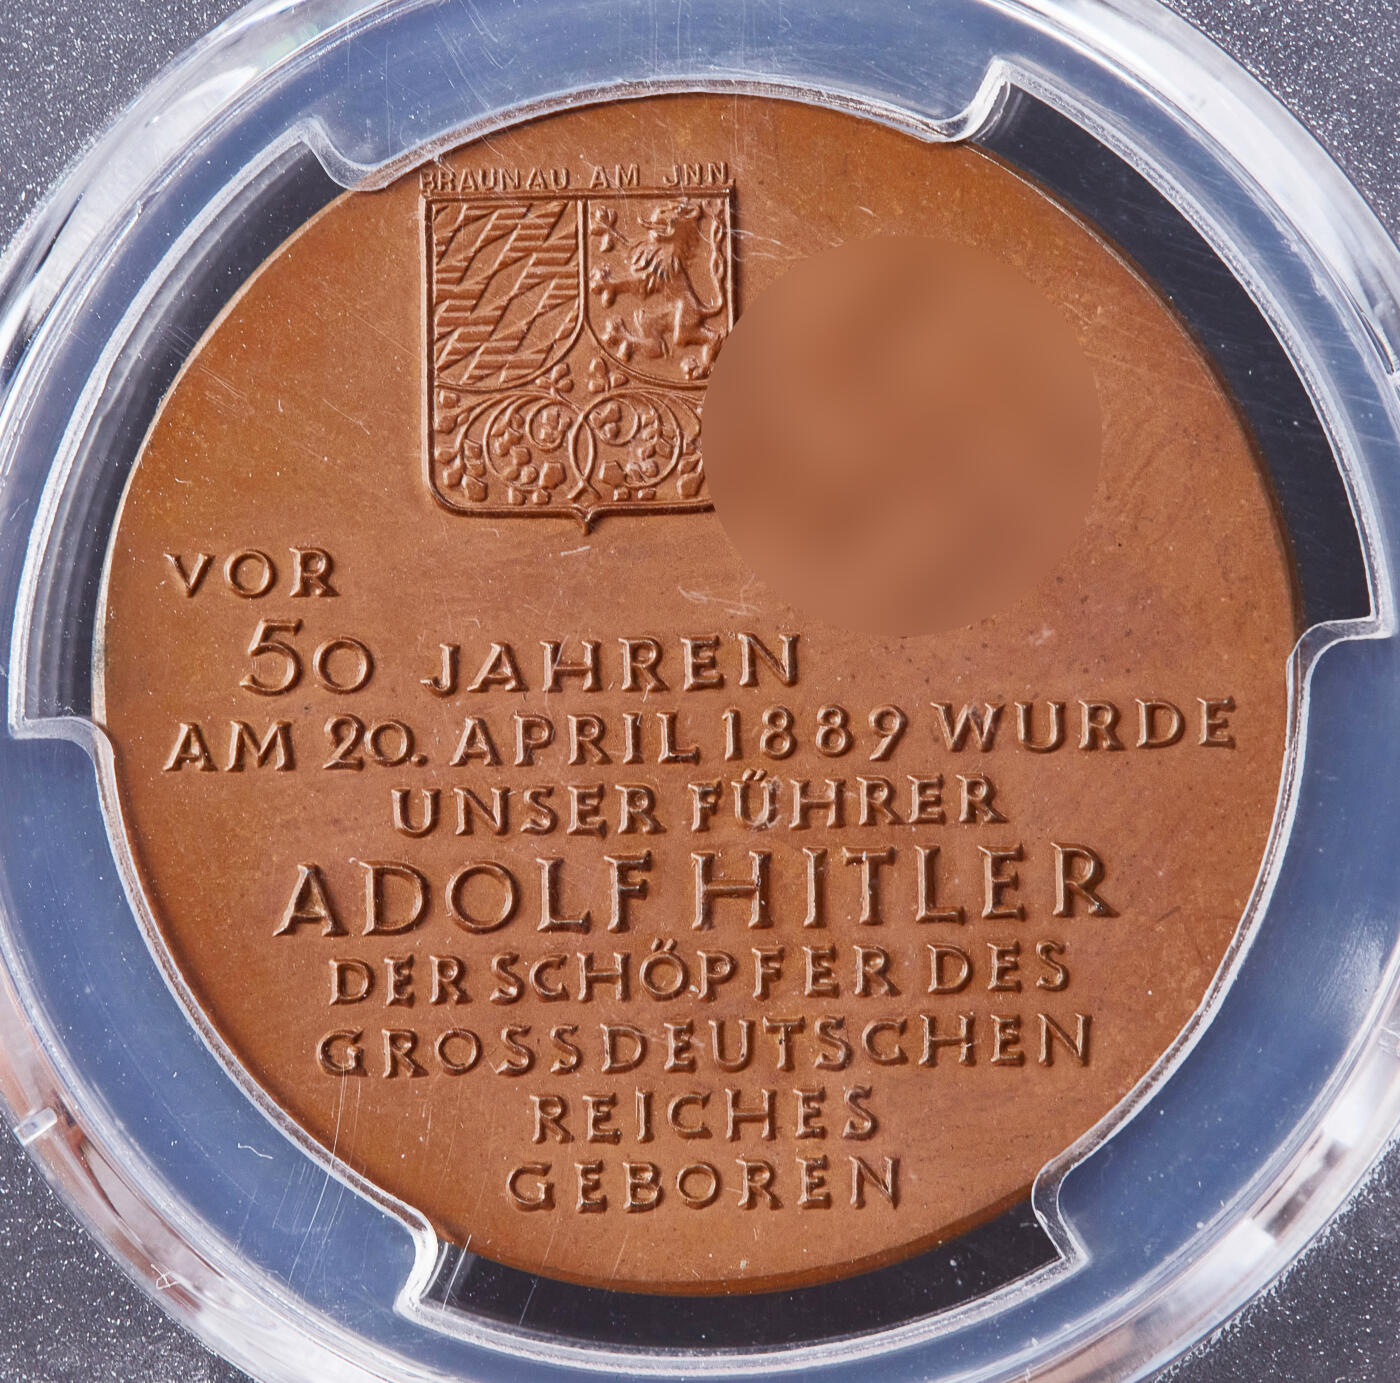 BRAUNAU AM JNN
VOR
50 JAHREN
AM 20. APRIL 1889 WURDE
UNSER FÜHRER
ADOLF HITLER
DER SCHÖPFER DES
GROSSDEUTSCHEN
REICHES
GEBOREN